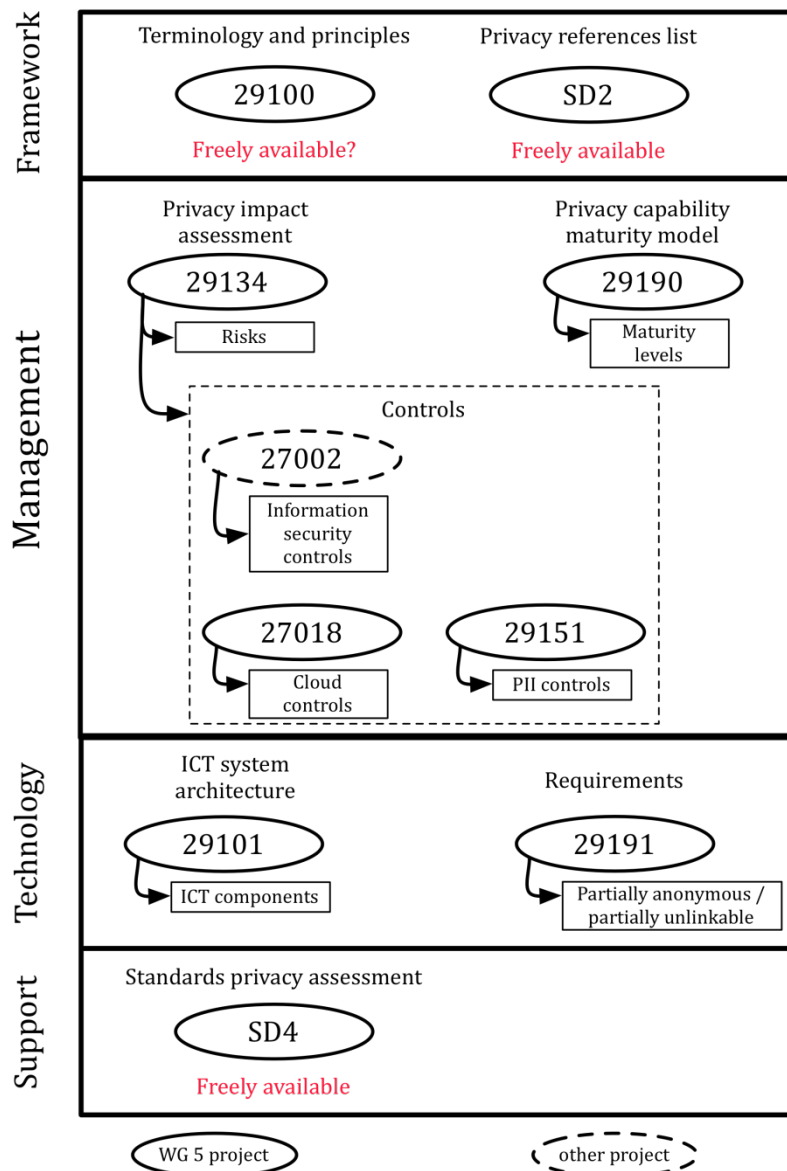 Framework
Terminology and principles
29100
Freely available?
Privacy references list
SD2
Freely available
Management
Privacy impact
assessment
29134
Risks
Privacy capability
maturity model
29190
Maturity
levels
Controls
27002
Information
security
controls
27018
Cloud
controls
29151
PII controls
Technology
ICT system
architecture
29101
ICT components
Requirements
29191
Partially anonymous /
partially unlinkable
Support
Standards privacy assessment
SD4
Freely available
WG 5 project
other project